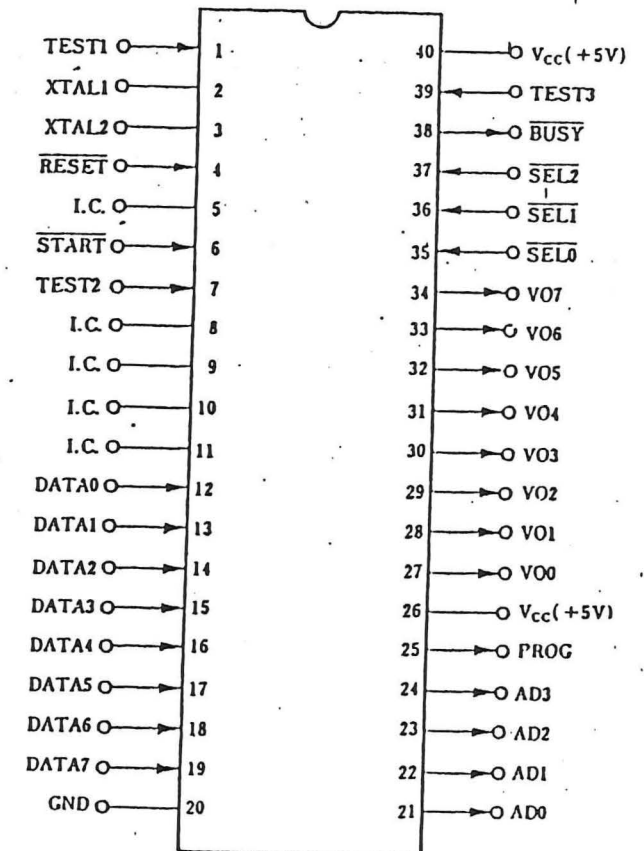 TEST1 1 40 VCC(+5V)
XTAL1 2 39 TEST3
XTAL2 3 38 BUSY
RESET 4 37 SEL2
I.C. 5 36 SEL1
START 6 35 SEL0
TEST2 7 34 VO7
I.C. 8 33 VO6
I.C. 9 32 VO5
I.C. 10 31 VO4
I.C. 11 30 VO3
DATA0 12 29 VO2
DATA1 13 28 VO1
DATA2 14 27 VO0
DATA3 15 26 VCC(+5V)
DATA4 16 25 PROG
DATA5 17 24 AD3
DATA6 18 23 AD2
DATA7 19 22 AD1
GND 20 21 AD0